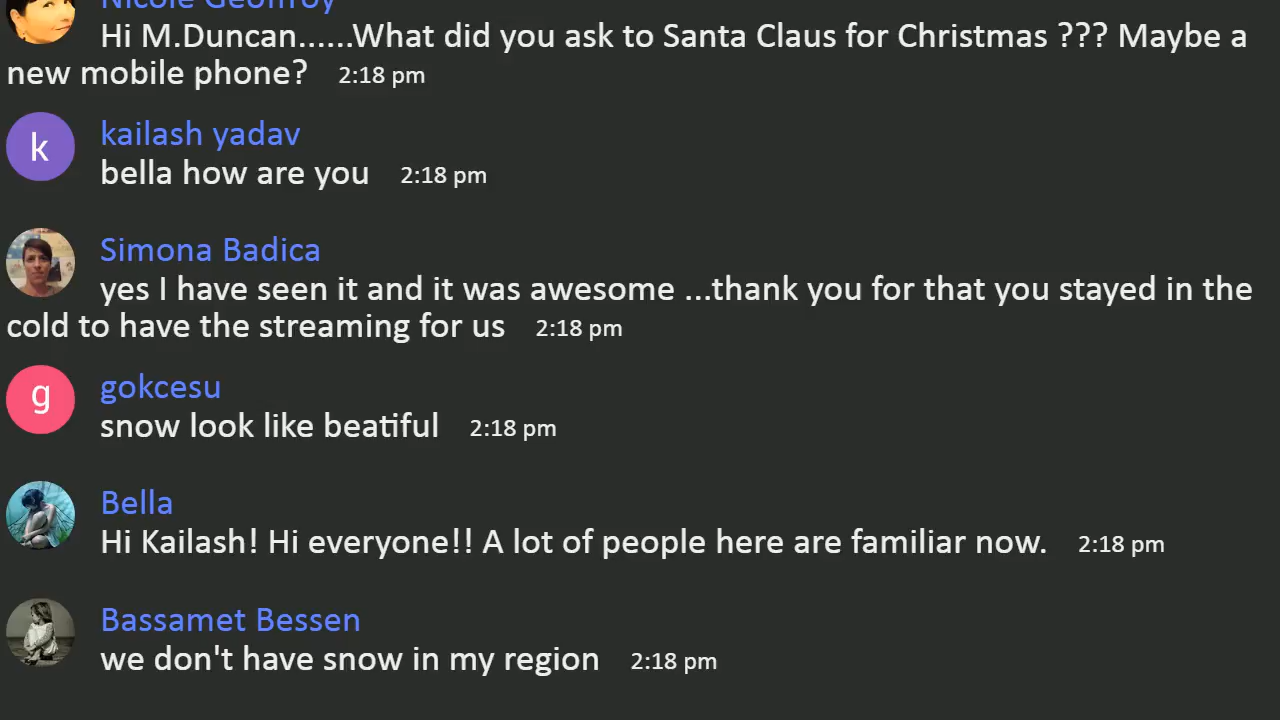 Nicole Geoffroy
Hi M.Duncan......What did you ask to Santa Claus for Christmas ??? Maybe a
new mobile phone? 2:18 pm
k
kailash yadav
bella how are you 2:18 pm
Simona Badica
yes I have seen it and it was awesome ...thank you for that you stayed in the
cold to have the streaming for us 2:18 pm
g
gokcesu
snow look like beatiful 2:18 pm
Bella
Hi Kailash! Hi everyone!! A lot of people here are familiar now. 2:18 pm
Bassamet Bessen
we don't have snow in my region 2:18 pm